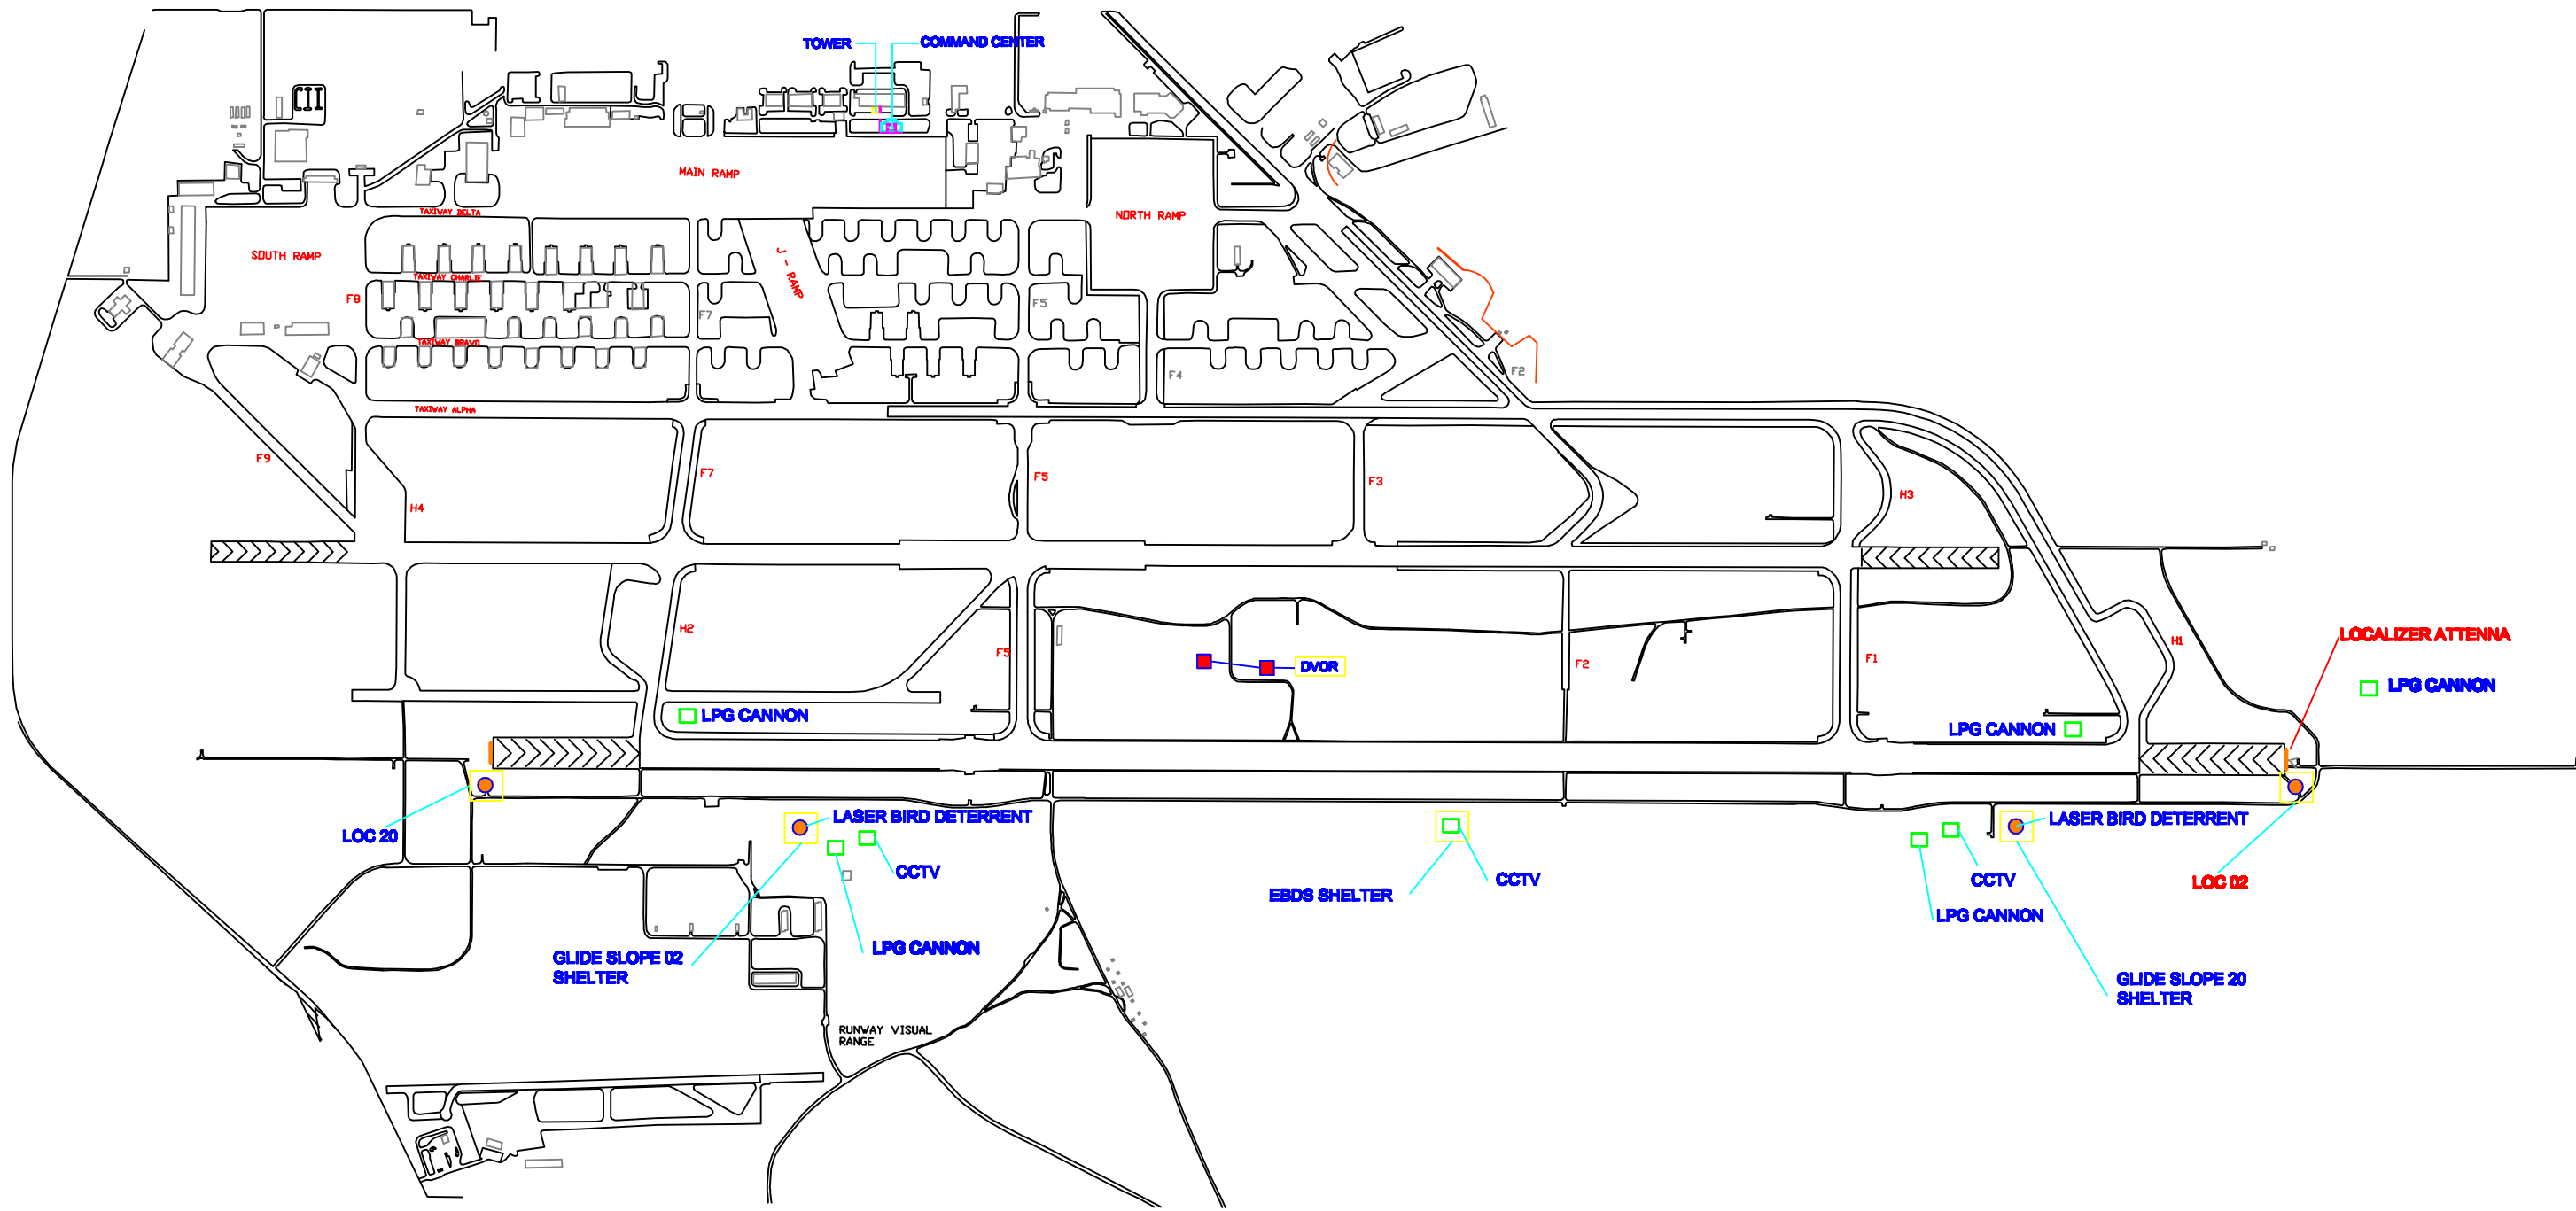 TOWER
COMMAND CENTER
MAIN RAMP
TAXIWAY DELTA
NORTH RAMP
SOUTH RAMP
J - RAMP
TAXIWAY CHARLIE
F8
F7
F5
TAXIWAY BRAVO
F4
F2
TAXIWAY ALPHA
F9
F7
F5
F3
H3
H4
H2
F5
F2
F1
H1
LOCALIZER ATTENNA
DVOR
LPG CANNON
LPG CANNON
LPG CANNON
LOC 20
LASER BIRD DETERRENT
LASER BIRD DETERRENT
CCTV
CCTV
CCTV
LOC 02
EBDS SHELTER
LPG CANNON
LPG CANNON
GLIDE SLOPE 02
SHELTER
GLIDE SLOPE 20
SHELTER
RUNWAY VISUAL
RANGE